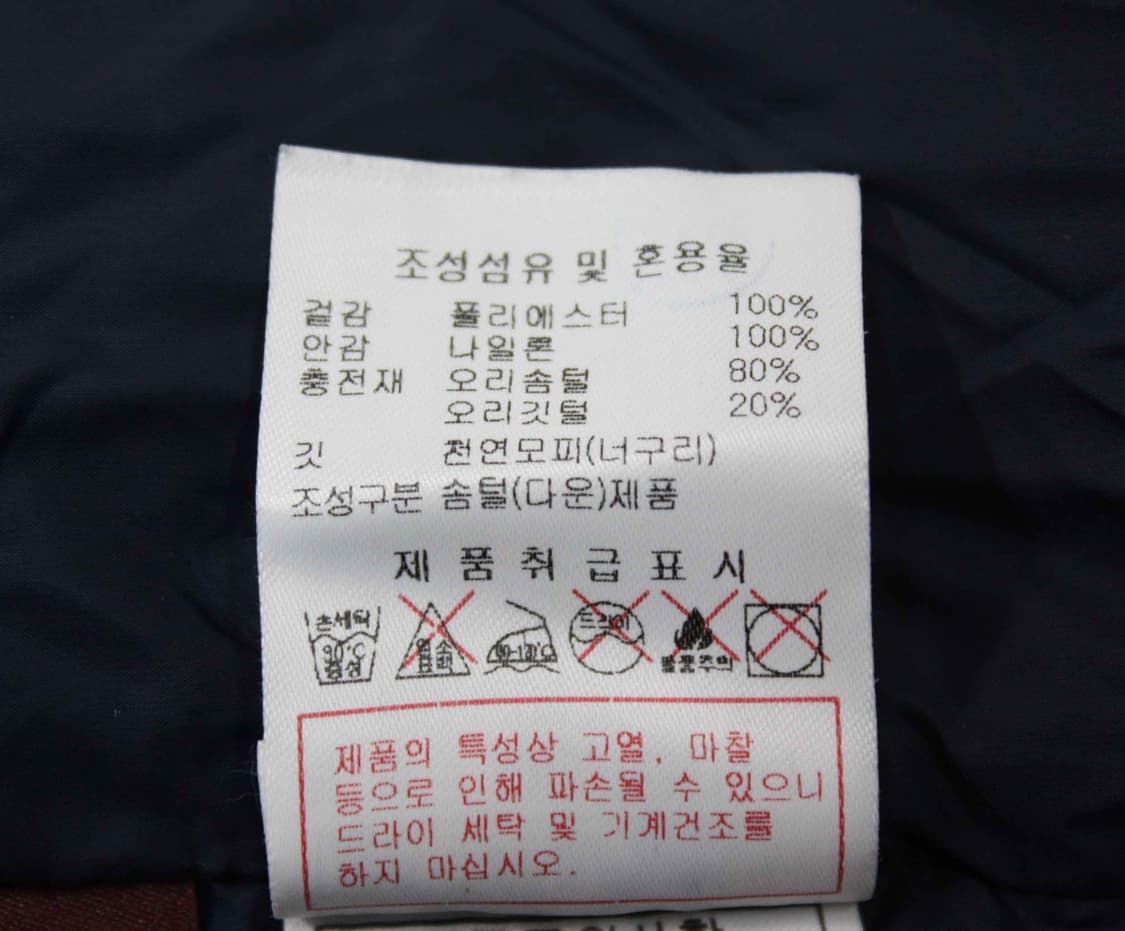 조성섬유 및 혼용율
겉감 폴리에스터 100%
안감 나일론 100%
충전재 오리솜털 80%
오리깃털 20%
깃 천연모피(너구리)
조성구분 솜털(다운)제품
제품취급표시
손세탁
30°C
중성
염소
표백
80-120°C
드라이
불꽃주의
제품의 특성상 고열, 마찰
등으로 인해 파손될 수 있으니
드라이 세탁 및 기계건조를
하지 마십시오.